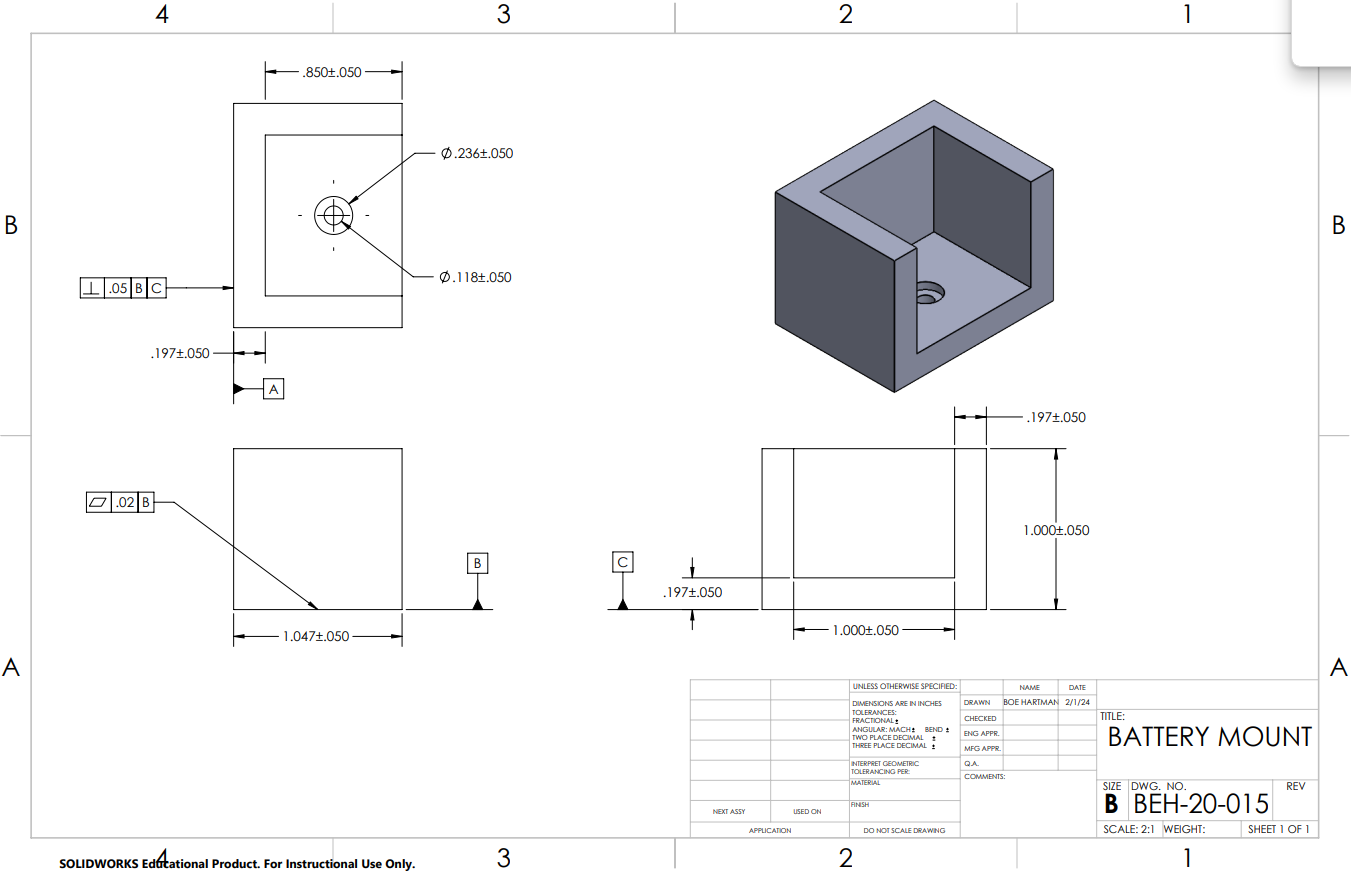 4 3 2 1
.850±.050
⌀.236±.050
B B
⌀.118±.050
⟂ .05 B C
.197±.050
A
.197±.050
⏥ .02 B
1.000±.050
B
C
.197±.050
1.047±.050
1.000±.050
A A
UNLESS OTHERWISE SPECIFIED:
DIMENSIONS ARE IN INCHES
TOLERANCES:
FRACTIONAL ±
ANGULAR: MACH ± BEND ±
TWO PLACE DECIMAL ±
THREE PLACE DECIMAL ±
INTERPRET GEOMETRIC
TOLERANCING PER:
MATERIAL
FINISH
NEXT ASSY USED ON
APPLICATION DO NOT SCALE DRAWING
NAME DATE
DRAWN BOE HARTMAN 2/1/24
CHECKED
ENG APPR.
MFG APPR.
Q.A.
COMMENTS:
TITLE:
BATTERY MOUNT
SIZE DWG. NO. REV
B BEH-20-015
SCALE: 2:1 WEIGHT: SHEET 1 OF 1
4 3 2 1
SOLIDWORKS Educational Product. For Instructional Use Only.